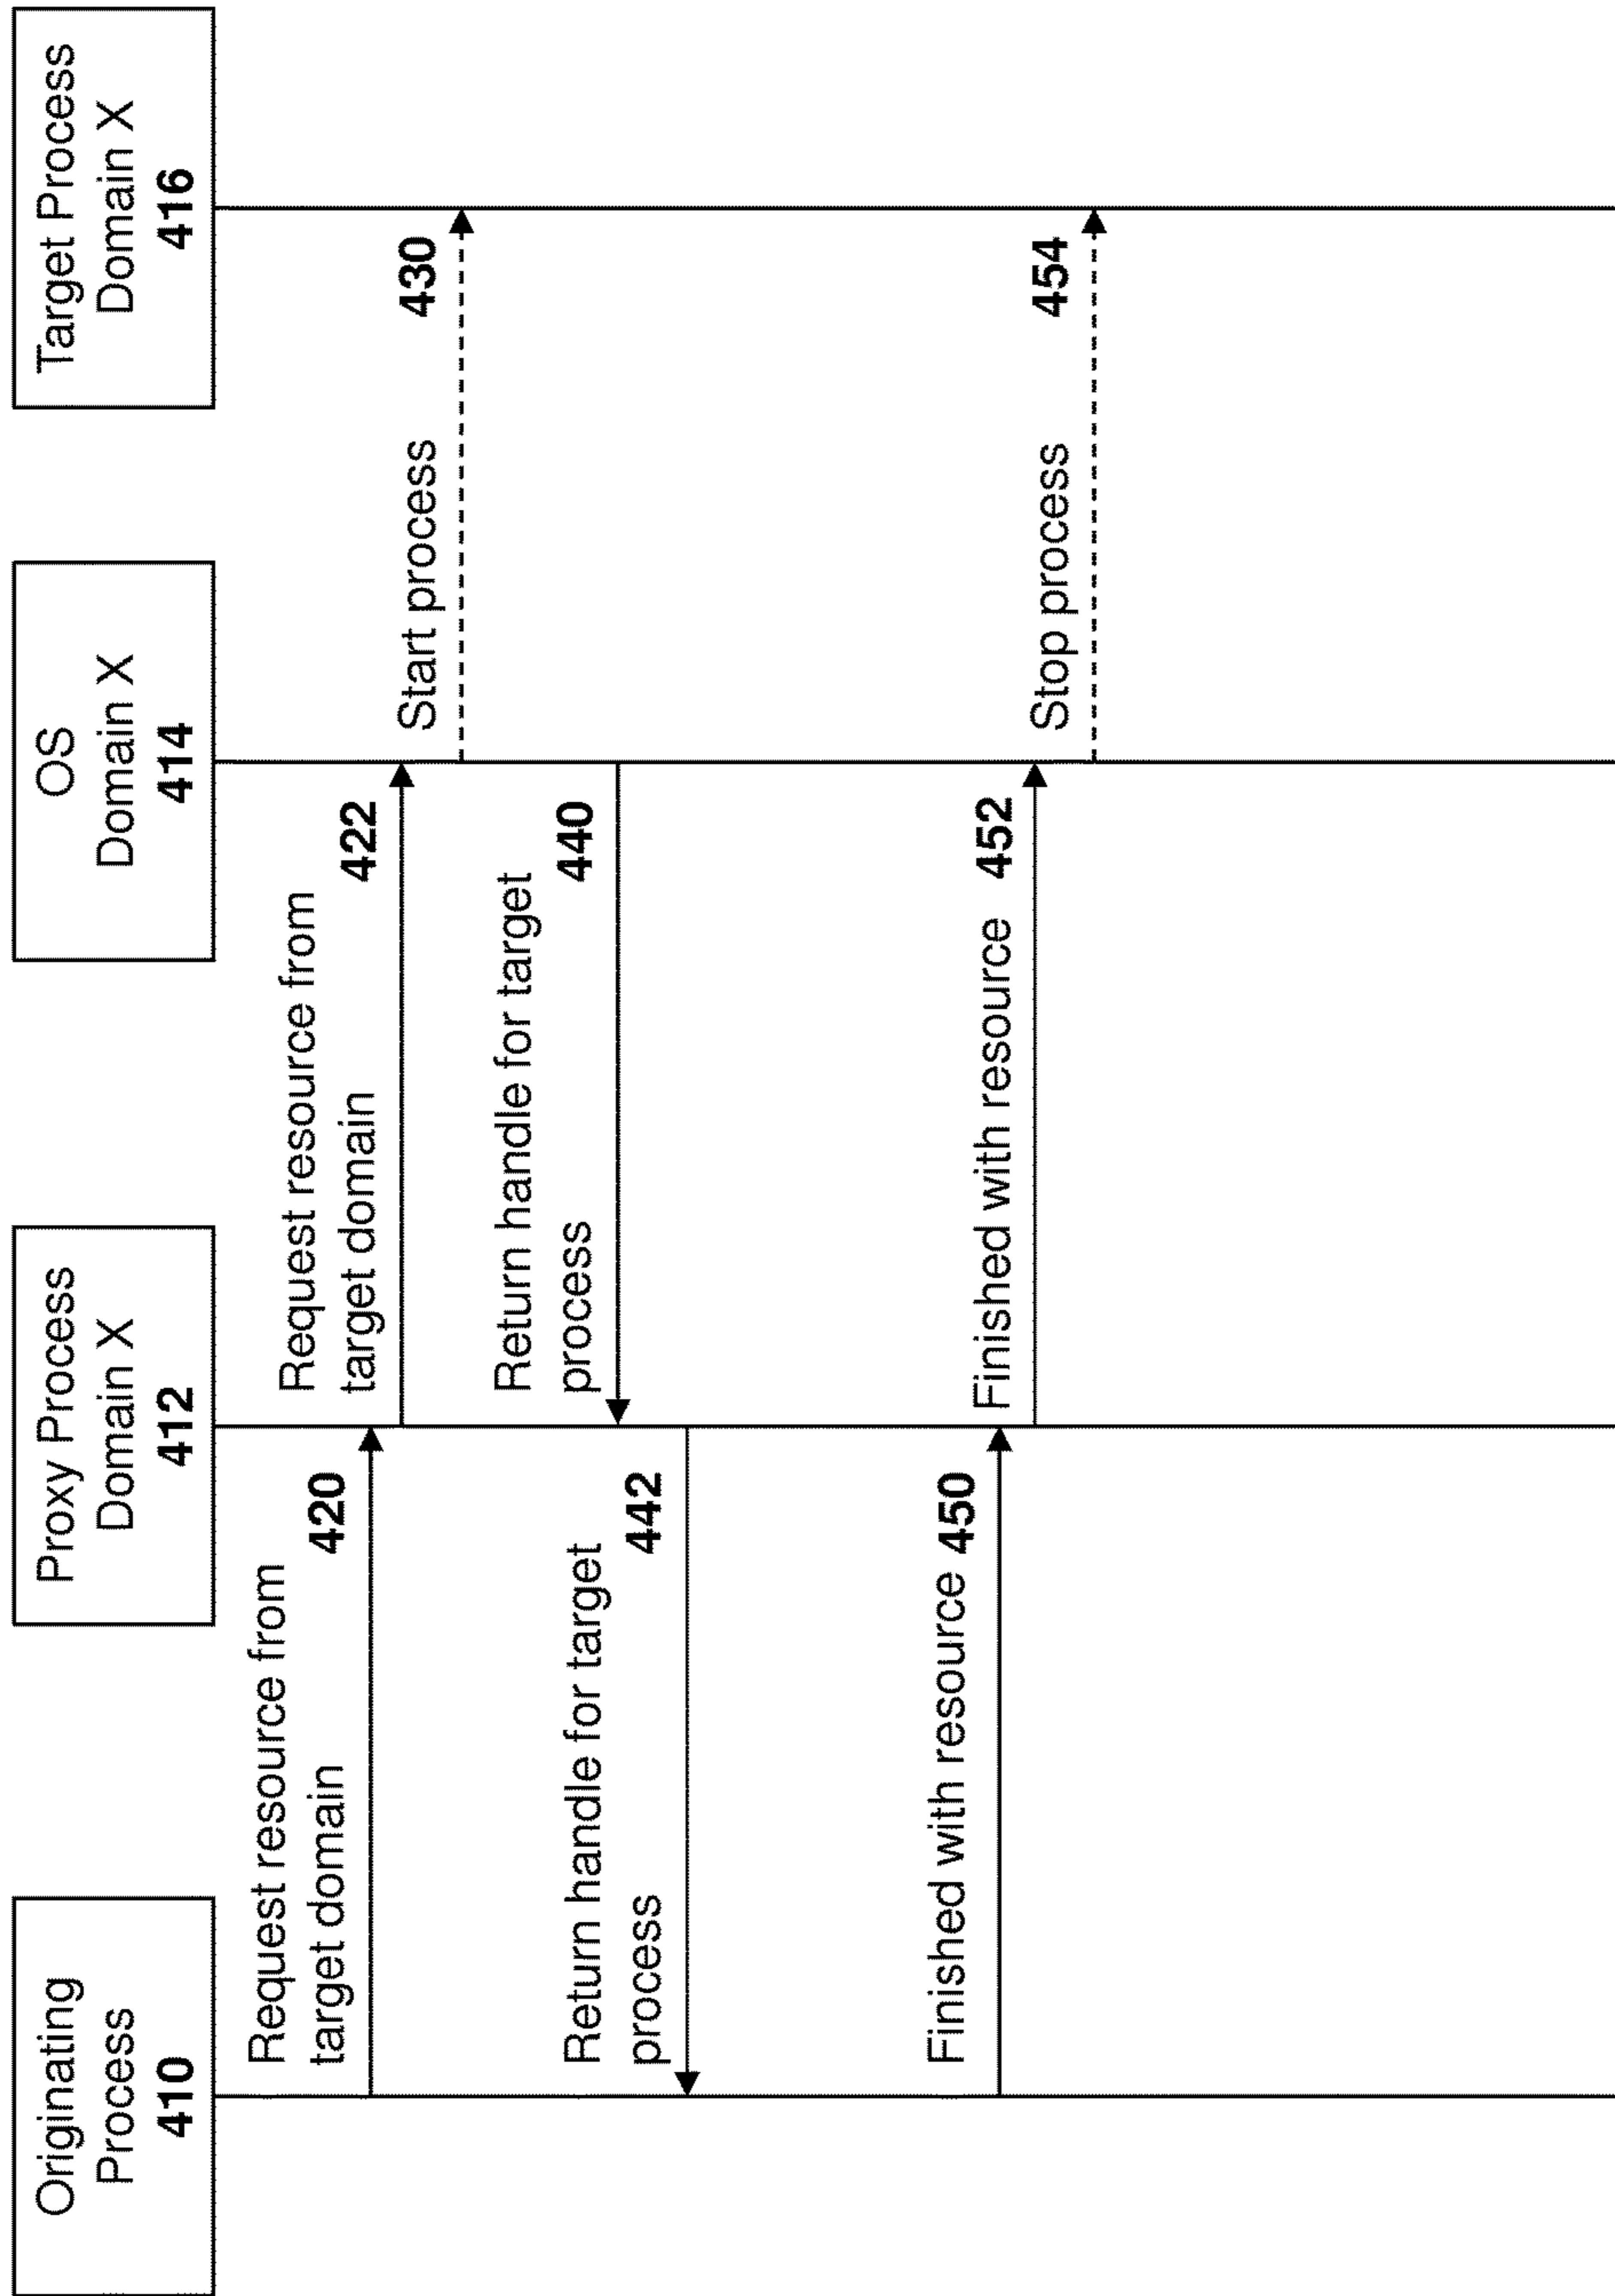 Originating
Process
410
Proxy Process
Domain X
412
OS
Domain X
414
Target Process
Domain X
416
Request resource from
target domain
420
Request resource from
target domain
422
Start process
430
Return handle for target
process
440
Return handle for target
process
442
Finished with resource 450
Finished with resource 452
Stop process
454